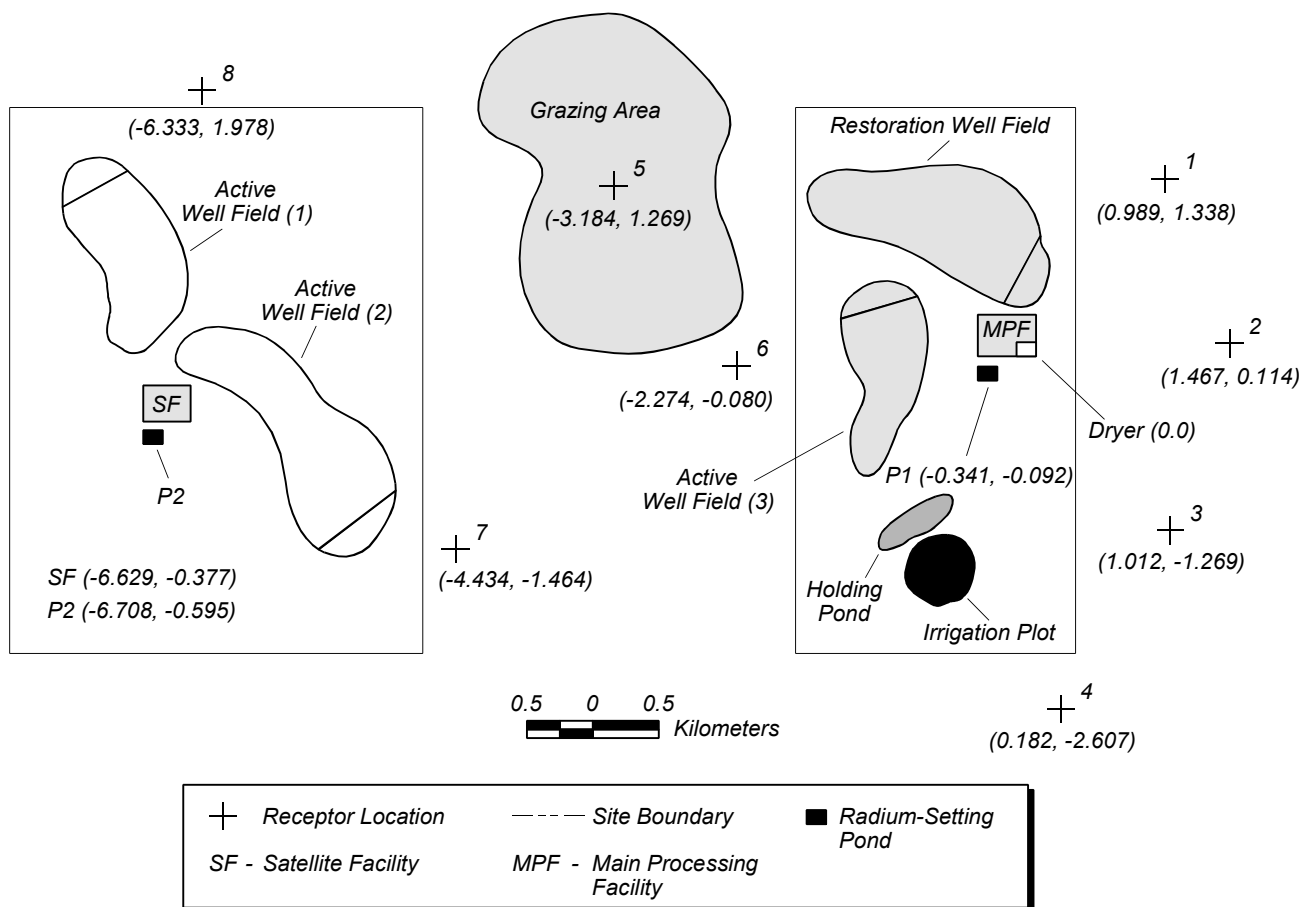 8
(-6.333, 1.978)
Grazing Area
5
(-3.184, 1.269)
Restoration Well Field
1
(0.989, 1.338)
Active
Well Field (1)
Active
Well Field (2)
MPF
2
(1.467, 0.114)
6
(-2.274, -0.080)
SF
P2
Dryer (0.0)
P1 (-0.341, -0.092)
Active
Well Field (3)
7
(-4.434, -1.464)
3
(1.012, -1.269)
SF (-6.629, -0.377)
P2 (-6.708, -0.595)
Holding
Pond
Irrigation Plot
4
(0.182, -2.607)
0.5 0 0.5
Kilometers
Receptor Location
Site Boundary
Radium-Setting
Pond
SF - Satellite Facility
MPF - Main Processing
Facility